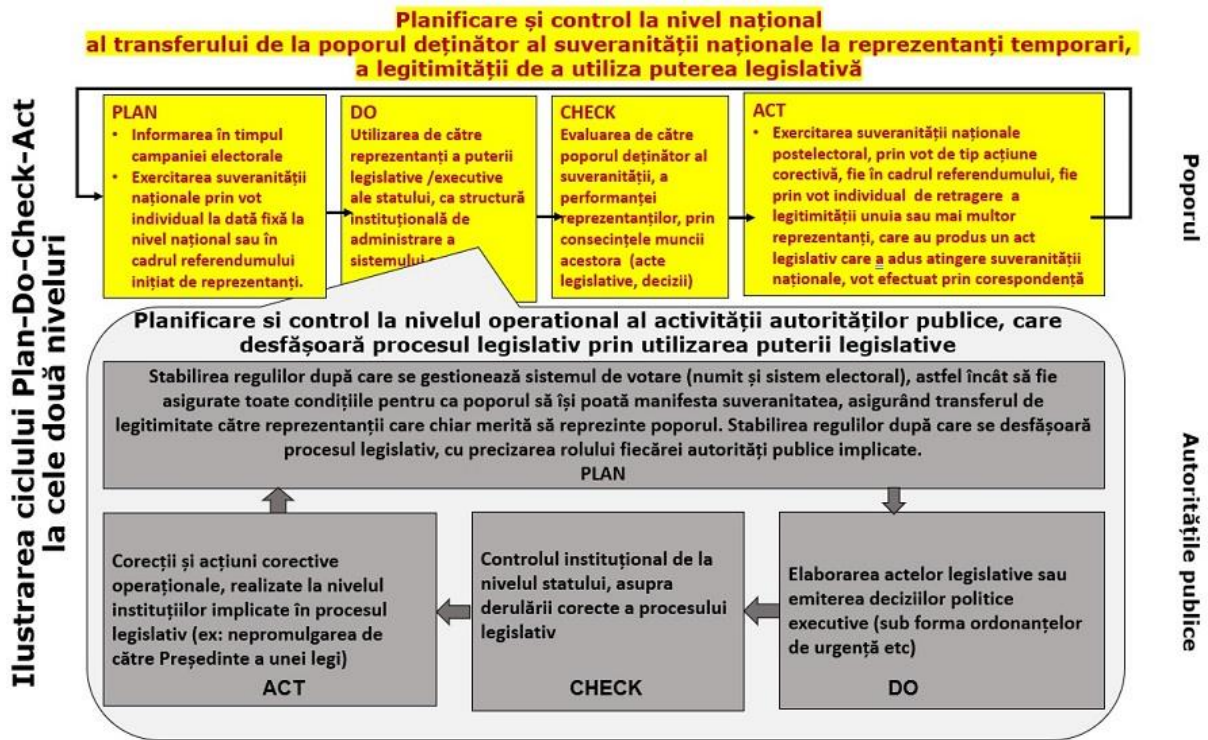 Planificare și control la nivel național
al transferului de la poporul deținător al suveranității naționale la reprezentanți temporari,
a legitimității de a utiliza puterea legislativă
Ilustrarea ciclului Plan-Do-Check-Act
la cele două niveluri
PLAN
• Informarea în timpul
campaniei electorale
• Exercitarea suveranității
naționale prin vot
individual la dată fixă la
nivel național sau în
cadrul referendumului
inițiat de reprezentanți.
DO
Utilizarea de către
reprezentanți a puterii
legislative /executive
ale statului, ca structură
instituțională de
administrare a
sistemului
CHECK
Evaluarea de către
poporul deținător al
suveranității, a
performanței
reprezentanților, prin
consecințele muncii
acestora (acte
legislative, decizii)
ACT
• Exercitarea suveranității naționale
postelectoral, prin vot de tip acțiune
corectivă, fie în cadrul referendumului, fie
prin vot individual de retragere a
legitimității unuia sau mai multor
reprezentanți, care au produs un act
legislativ care a adus atingere suveranității
naționale, vot efectuat prin corespondență
Poporul
Planificare si control la nivelul operational al activității autorităților publice, care
desfășoară procesul legislativ prin utilizarea puterii legislative
Stabilirea regulilor după care se gestionează sistemul de votare (numit și sistem electoral), astfel încât să fie
asigurate toate condițiile pentru ca poporul să își poată manifesta suveranitatea, asigurând transferul de
legitimitate către reprezentanții care chiar merită să reprezinte poporul. Stabilirea regulilor după care se desfășoară
procesul legislativ, cu precizarea rolului fiecărei autorități publice implicate.
PLAN
Corecții și acțiuni corective
operaționale, realizate la nivelul
instituțiilor implicate în procesul
legislativ (ex: nepromulgarea de
către Președinte a unei legi)
ACT
Controlul instituțional de la
nivelul statului, asupra
derulării corecte a procesului
legislativ
CHECK
Elaborarea actelor legislative sau
emiterea deciziilor politice
executive (sub forma ordonanțelor
de urgență etc)
DO
Autoritățile publice